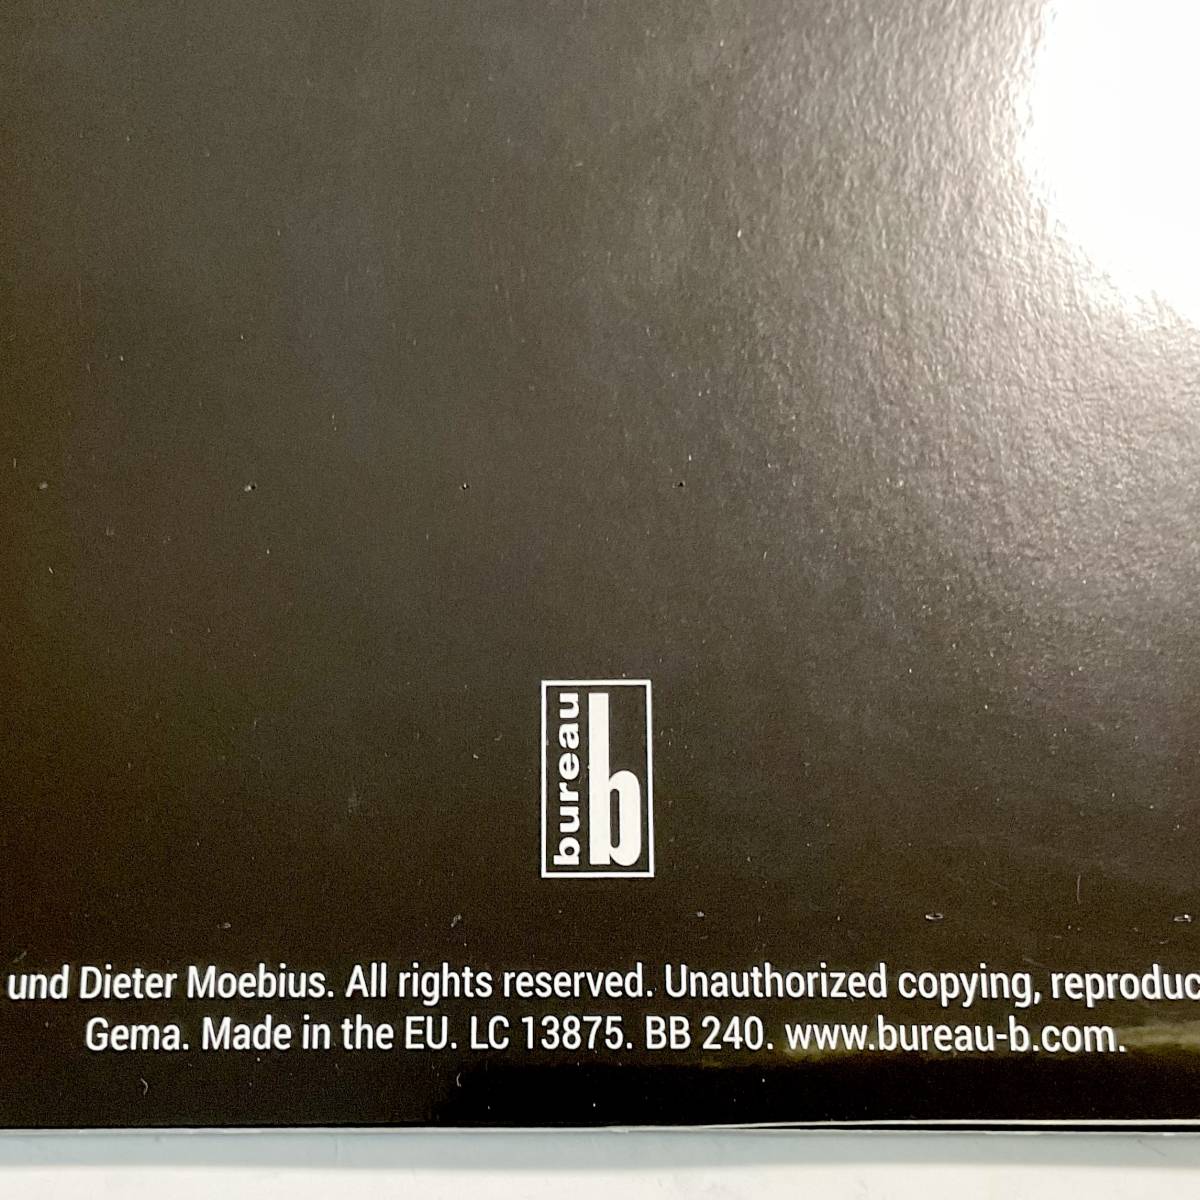 bureau
b
und Dieter Moebius. All rights reserved. Unauthorized copying, reproduc
Gema. Made in the EU. LC 13875. BB 240. www.bureau-b.com.